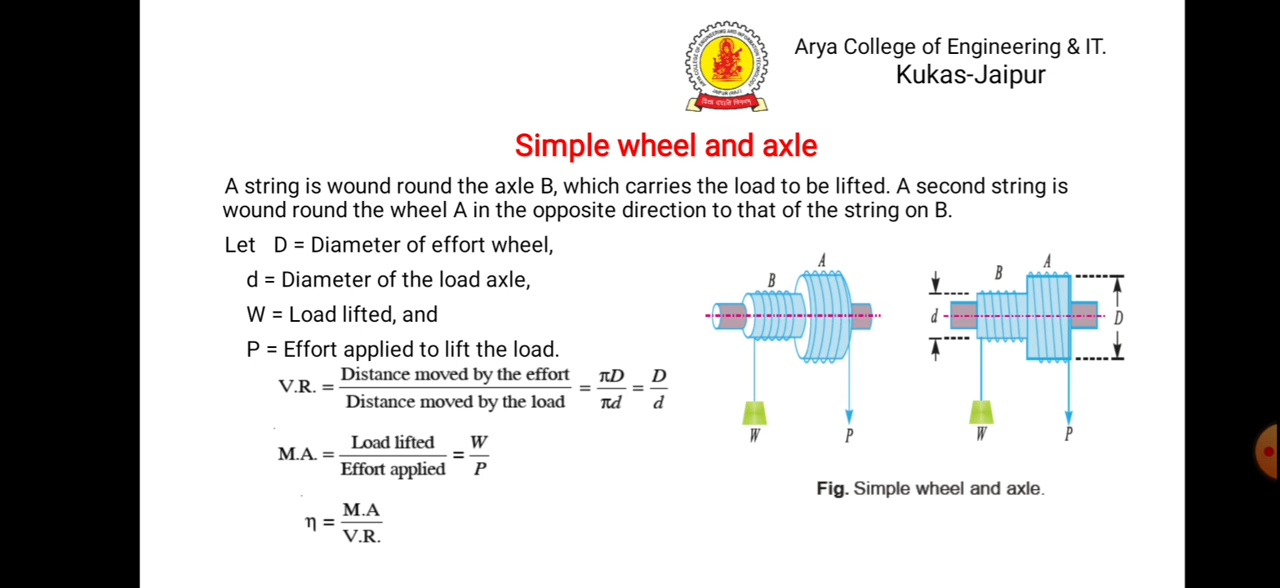 Arya College of Engineering & IT.
Kukas-Jaipur
Simple wheel and axle
A string is wound round the axle B, which carries the load to be lifted. A second string is
wound round the wheel A in the opposite direction to that of the string on B.
Let D = Diameter of effort wheel,
d = Diameter of the load axle,
W = Load lifted, and
P = Effort applied to lift the load.
V.R. = Distance moved by the effort / Distance moved by the load = πD / πd = D / d
M.A. = Load lifted / Effort applied = W / P
η = M.A / V.R.
A
B
W
P
A
B
d
D
W
P
Fig. Simple wheel and axle.